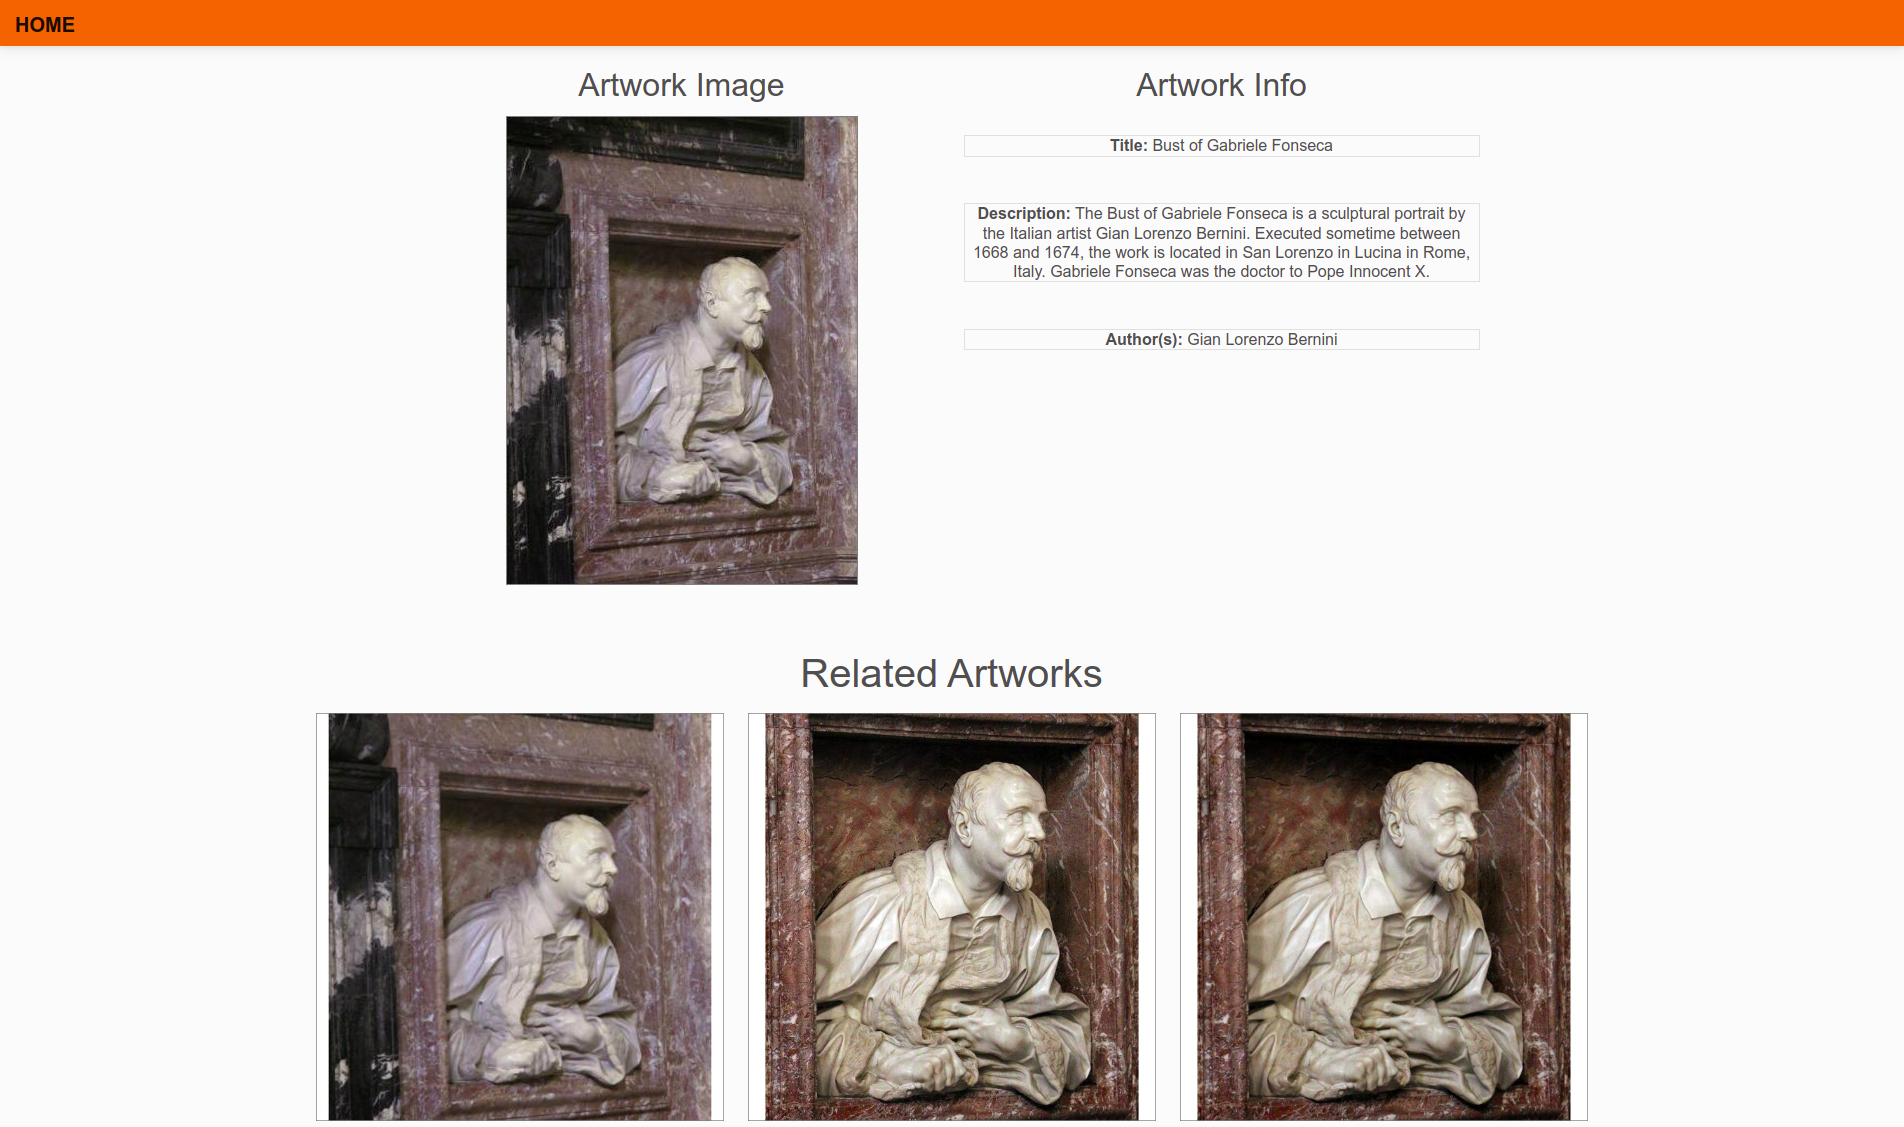 HOME
Artwork Image
Artwork Info
Title: Bust of Gabriele Fonseca
Description: The Bust of Gabriele Fonseca is a sculptural portrait by
the Italian artist Gian Lorenzo Bernini. Executed sometime between
1668 and 1674, the work is located in San Lorenzo in Lucina in Rome,
Italy. Gabriele Fonseca was the doctor to Pope Innocent X.
Author(s): Gian Lorenzo Bernini
Related Artworks